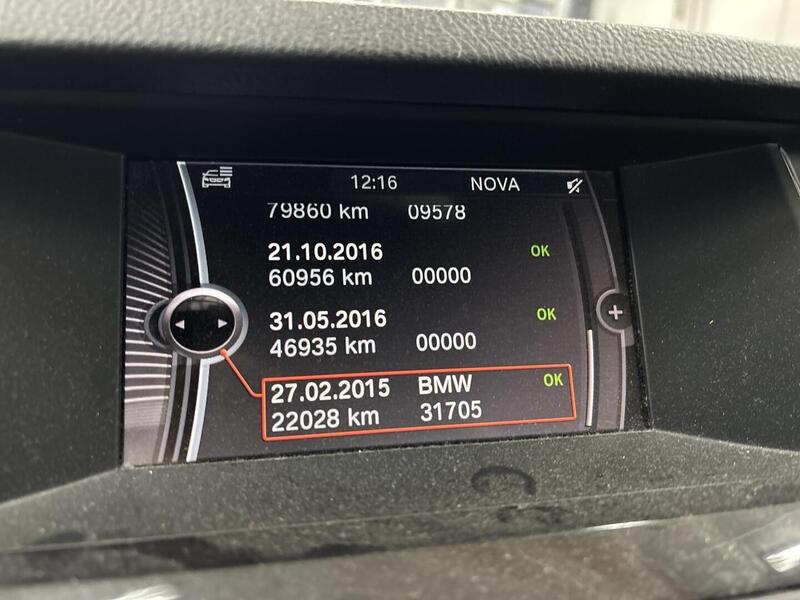 12:16 NOVA
79860 km 09578
21.10.2016 OK
60956 km 00000
31.05.2016 OK
46935 km 00000
27.02.2015 BMW OK
22028 km 31705